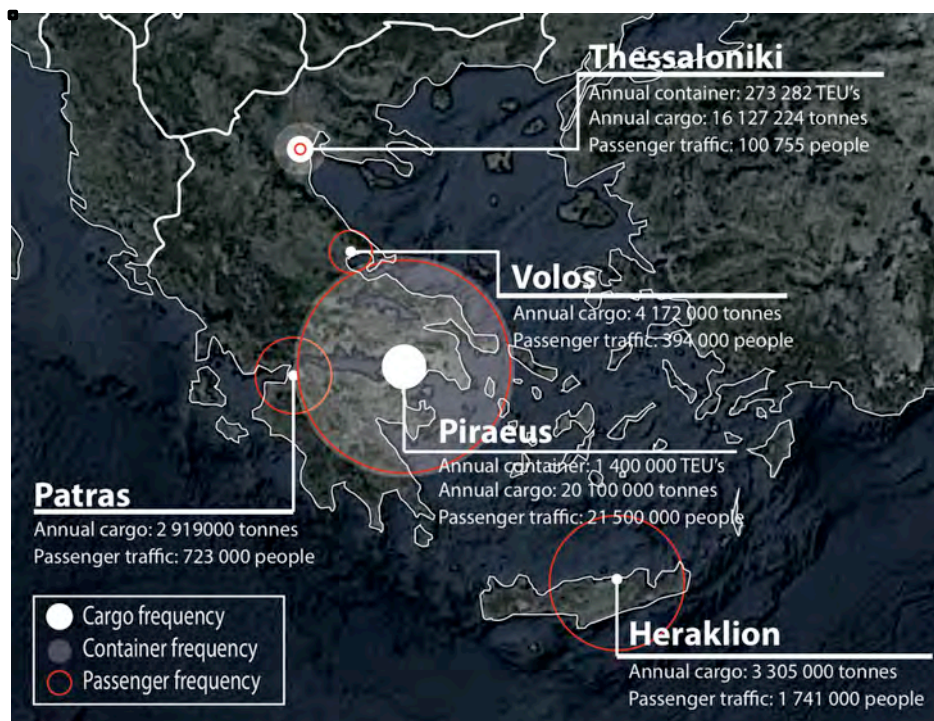 Thessaloniki
Annual container: 273 282 TEU's
Annual cargo: 16 127 224 tonnes
Passenger traffic: 100 755 people
Volos
Annual cargo: 4 172 000 tonnes
Passenger traffic: 394 000 people
Piraeus
Annual container: 1 400 000 TEU's
Annual cargo: 20 100 000 tonnes
Passenger traffic: 21 500 000 people
Patras
Annual cargo: 2 919000 tonnes
Passenger traffic: 723 000 people
Heraklion
Annual cargo: 3 305 000 tonnes
Passenger traffic: 1 741 000 people
Cargo frequency
Container frequency
Passenger frequency